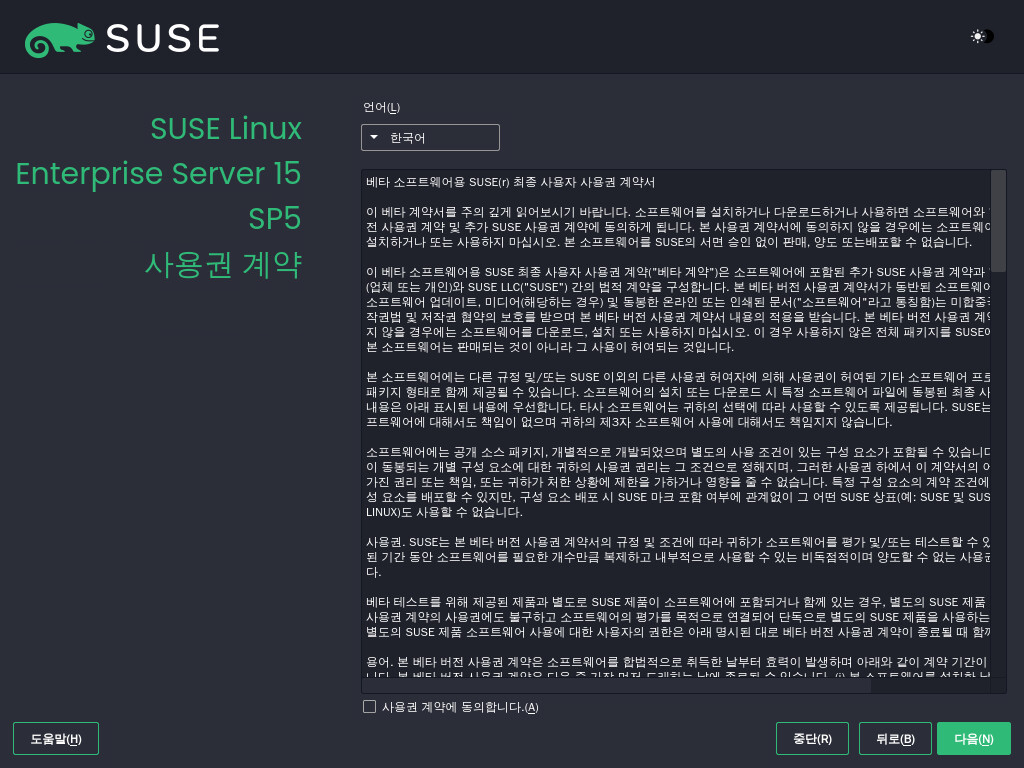 SUSE
SUSE Linux
Enterprise Server 15
SP5
사용권 계약
언어(L)
한국어
베타 소프트웨어용 SUSE(r) 최종 사용자 사용권 계약서
이 베타 계약서를 주의 깊게 읽어보시기 바랍니다. 소프트웨어를 설치하거나 다운로드하거나 사용하면 소프트웨어와
전 사용권 계약 및 추가 SUSE 사용권 계약에 동의하게 됩니다. 본 사용권 계약서에 동의하지 않을 경우에는 소프트웨어
설치하거나 또는 사용하지 마십시오. 본 소프트웨어를 SUSE의 서면 승인 없이 판매, 양도 또는배포할 수 없습니다.
이 베타 소프트웨어용 SUSE 최종 사용자 사용권 계약("베타 계약")은 소프트웨어에 포함된 추가 SUSE 사용권 계약과
(업체 또는 개인)와 SUSE LLC("SUSE") 간의 법적 계약을 구성합니다. 본 베타 버전 사용권 계약서가 동반된 소프트웨어
소프트웨어 업데이트, 미디어(해당하는 경우) 및 동봉한 온라인 또는 인쇄된 문서("소프트웨어"라고 통칭함)는 미합중국
작권법 및 저작권 협약의 보호를 받으며 본 베타 버전 사용권 계약서 내용의 적용을 받습니다. 본 베타 버전 사용권 계약
지 않을 경우에는 소프트웨어를 다운로드, 설치 또는 사용하지 마십시오. 이 경우 사용하지 않은 전체 패키지를 SUSE에
본 소프트웨어는 판매되는 것이 아니라 그 사용이 허여되는 것입니다.
본 소프트웨어에는 다른 규정 및/또는 SUSE 이외의 다른 사용권 허여자에 의해 사용권이 허여된 기타 소프트웨어 프로
패키지 형태로 함께 제공될 수 있습니다. 소프트웨어의 설치 또는 다운로드 시 특정 소프트웨어 파일에 동봉된 최종 사
내용은 아래 표시된 내용에 우선합니다. 타사 소프트웨어는 귀하의 선택에 따라 사용할 수 있도록 제공됩니다. SUSE는
프트웨어에 대해서도 책임이 없으며 귀하의 제3자 소프트웨어 사용에 대해서도 책임지지 않습니다.
소프트웨어에는 공개 소스 패키지, 개별적으로 개발되었으며 별도의 사용 조건이 있는 구성 요소가 포함될 수 있습니다
이 동봉되는 개별 구성 요소에 대한 귀하의 사용권 권리는 그 조건으로 정해지며, 그러한 사용권 하에서 이 계약서의 어
가진 권리 또는 책임, 또는 귀하가 처한 상황에 제한을 가하거나 영향을 줄 수 없습니다. 특정 구성 요소의 계약 조건에
성 요소를 배포할 수 있지만, 구성 요소 배포 시 SUSE 마크 포함 여부에 관계없이 그 어떤 SUSE 상표(예: SUSE 및 SUS
LINUX)도 사용할 수 없습니다.
사용권. SUSE는 본 베타 버전 사용권 계약서의 규정 및 조건에 따라 귀하가 소프트웨어를 평가 및/또는 테스트할 수 있
된 기간 동안 소프트웨어를 필요한 개수만큼 복제하고 내부적으로 사용할 수 있는 비독점적이며 양도할 수 없는 사용권
다.
베타 테스트를 위해 제공된 제품과 별도로 SUSE 제품이 소프트웨어에 포함되거나 함께 있는 경우, 별도의 SUSE 제품
사용권 계약의 사용권에도 불구하고 소프트웨어의 평가를 목적으로 연결되어 단독으로 별도의 SUSE 제품을 사용하는
별도의 SUSE 제품 소프트웨어 사용에 대한 사용자의 권한은 아래 명시된 대로 베타 버전 사용권 계약이 종료될 때 함께
용어. 본 베타 버전 사용권 계약은 소프트웨어를 합법적으로 취득한 날부터 효력이 발생하며 아래와 같이 계약 기간이
니다. 본 베타 버전 사용권 계약은 다음 중 가장 먼저 도래하는 날에 종료될 수 있습니다. (i) 본 소프트웨어를 설치한 날
사용권 계약에 동의합니다.(A)
도움말(H)
중단(R)
뒤로(B)
다음(N)